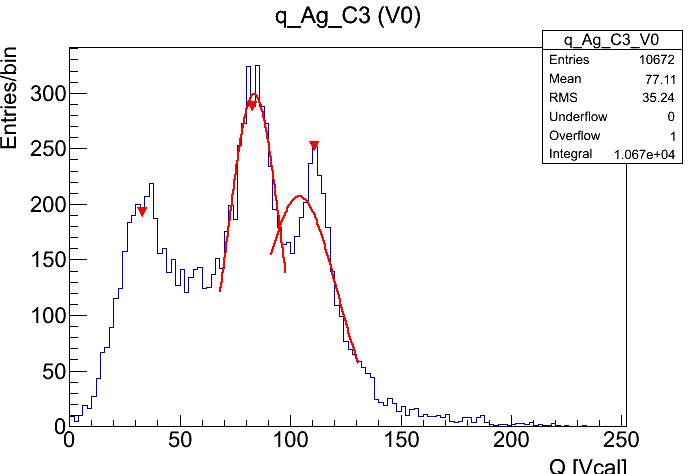 q_Ag_C3 (V0)
Entries/bin
q_Ag_C3_V0
Entries 10672
Mean 77.11
RMS 35.24
Underflow 0
Overflow 1
Integral 1.067e+04
300
250
200
150
100
50
0
0 50 100 150 200 250
Q [Vcal]